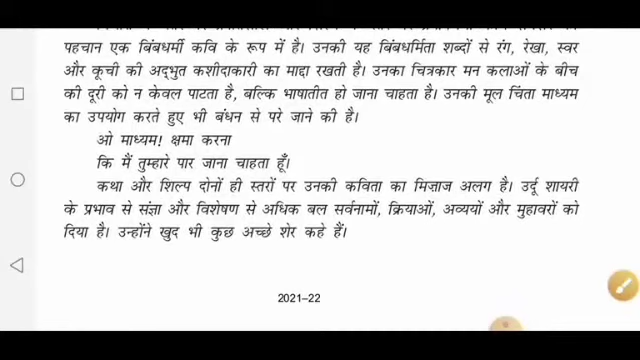 पहचान एक बिंबधर्मी कवि के रूप में है। उनकी यह बिंबधर्मिता शब्दों से रंग, रेखा, स्वर
और कूची की अद्भुत कशीदाकारी का माद्दा रखती है। उनका चित्रकार मन कलाओं के बीच
की दूरी को न केवल पाटता है, बल्कि भाषातीत हो जाना चाहता है। उनकी मूल चिंता माध्यम
का उपयोग करते हुए भी बंधन से परे जाने की है।
ओ माध्यम! क्षमा करना
कि मैं तुम्हारे पार जाना चाहता हूँ।
कथा और शिल्प दोनों ही स्तरों पर उनकी कविता का मिज़ाज अलग है। उर्दू शायरी
के प्रभाव से संज्ञा और विशेषण से अधिक बल सर्वनामों, क्रियाओं, अव्ययों और मुहावरों को
दिया है। उन्होंने खुद भी कुछ अच्छे शेर कहे हैं।
2021–22